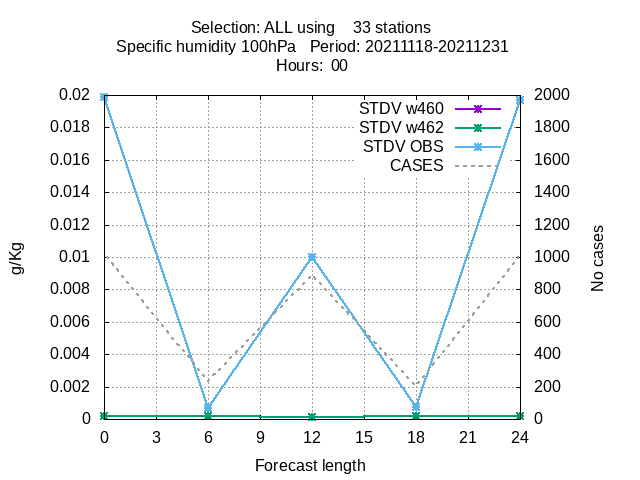 Selection: ALL using    33 stations
Specific humidity 100hPa   Period: 20211118-20211231
Hours:  00
STDV w460
STDV w462
STDV OBS
CASES
0.02
0.018
0.016
0.014
0.012
0.01
0.008
0.006
0.004
0.002
0
g/Kg
2000
1800
1600
1400
1200
1000
800
600
400
200
0
No cases
0 3 6 9 12 15 18 21 24
Forecast length